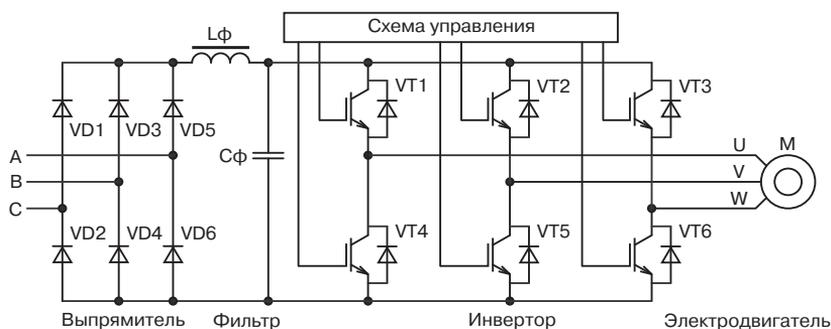 Схема управления
Lф
VT1
VT2
VT3
VD1
VD3
VD5
A
B
C
Cф
U
V
W
M
VD2
VD4
VD6
VT4
VT5
VT6
Выпрямитель
Фильтр
Инвертор
Электродвигатель